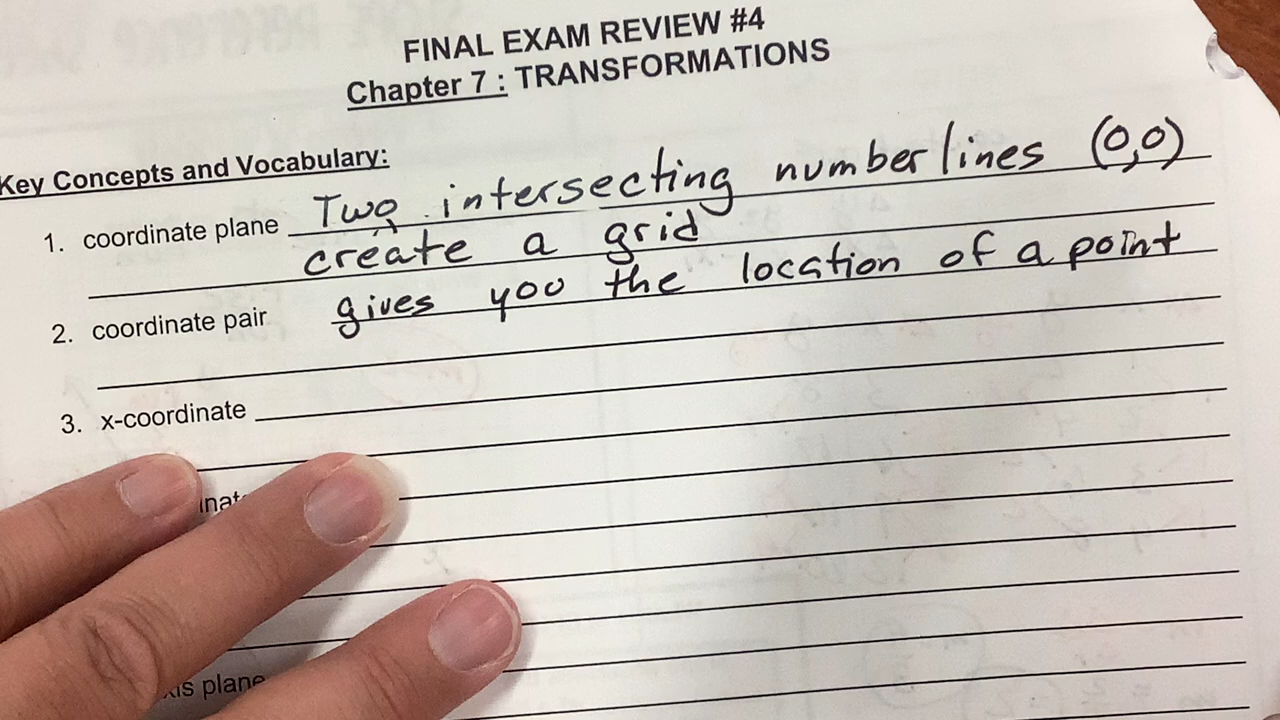 FINAL EXAM REVIEW #4
Chapter 7 : TRANSFORMATIONS
Key Concepts and Vocabulary:
1. coordinate plane Two intersecting number lines (0,0)
create a grid
2. coordinate pair gives you the location of a point
3. x-coordinate
plane